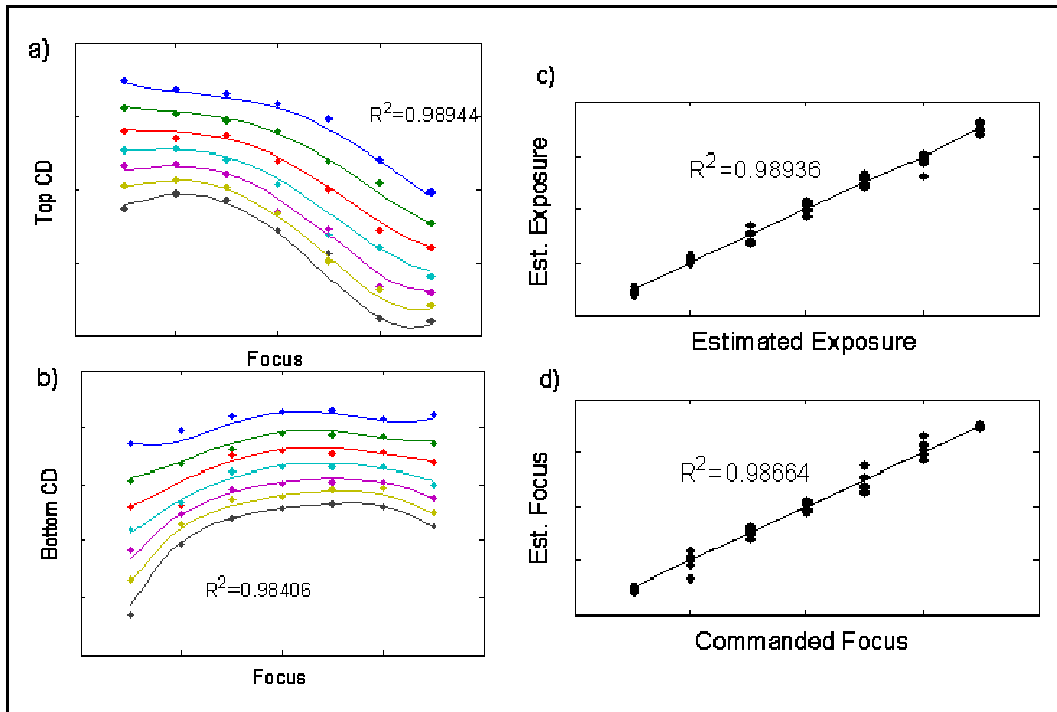 a)
R²=0.98944
Top CD
Focus
b)
Bottom CD
R²=0.98406
Focus
c)
R²=0.98936
Est. Exposure
Estimated Exposure
d)
R²=0.98664
Est. Focus
Commanded Focus